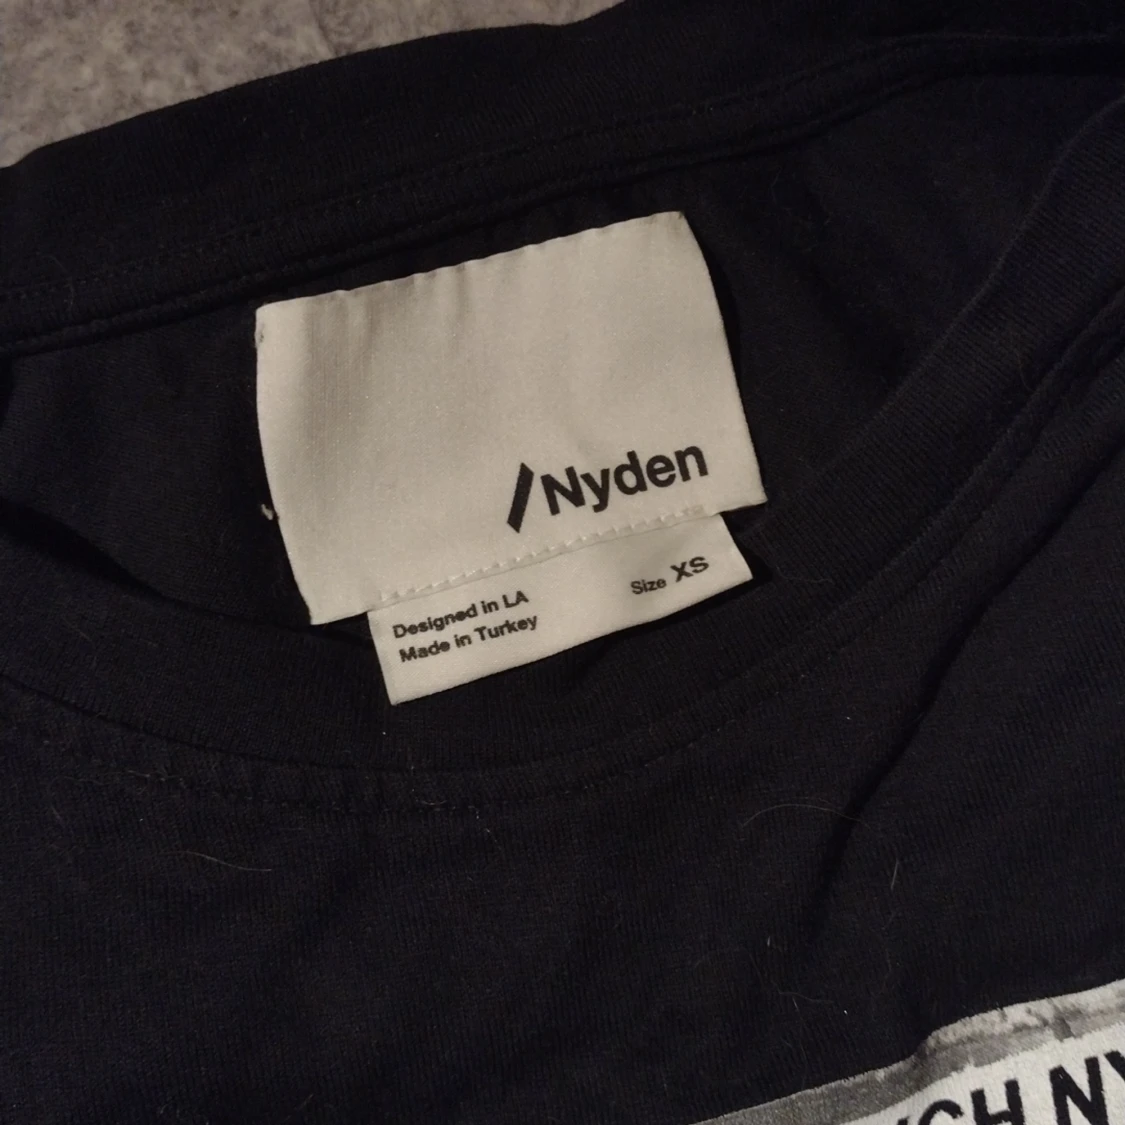 /Nyden
Size XS
Designed in LA
Made in Turkey